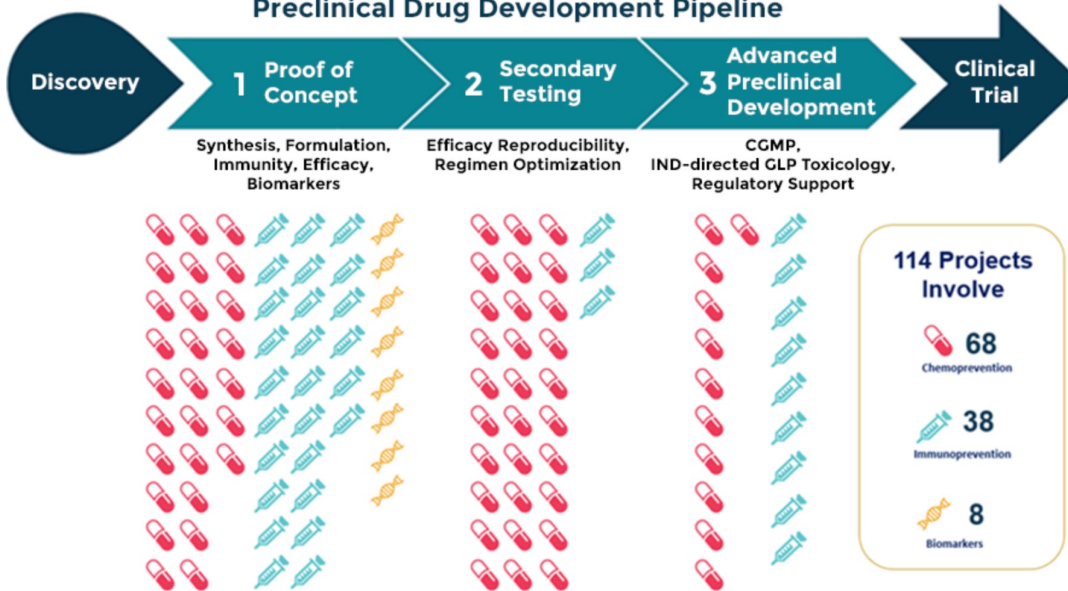 Preclinical Drug Development Pipeline
Discovery
1 Proof of
Concept
2 Secondary
Testing
3 Advanced
Preclinical
Development
Clinical
Trial
Synthesis, Formulation,
Immunity, Efficacy,
Biomarkers
Efficacy Reproducibility,
Regimen Optimization
CGMP,
IND-directed GLP Toxicology,
Regulatory Support
114 Projects
Involve
68
Chemoprevention
38
Immunoprevention
8
Biomarkers